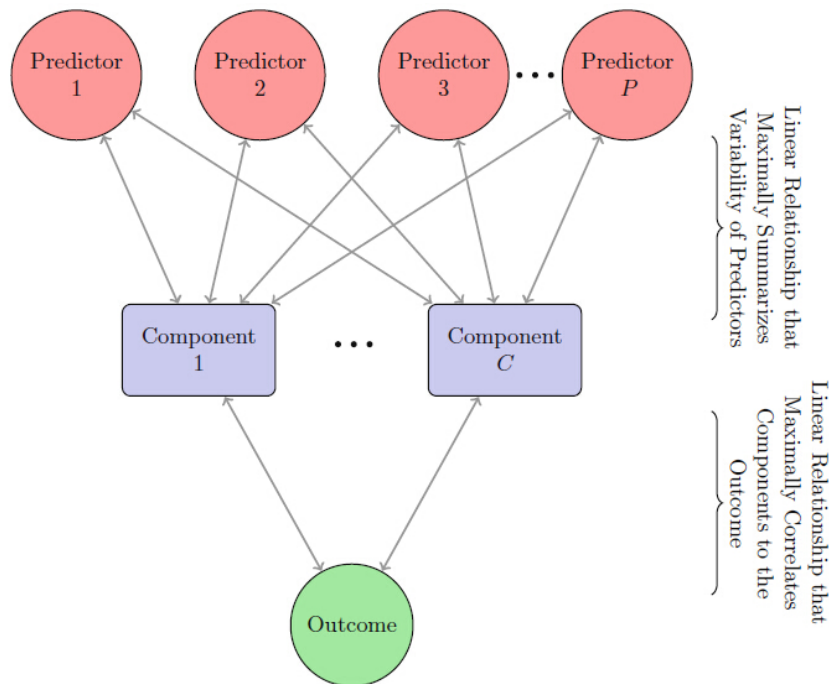 Predictor
1
Predictor
2
Predictor
3
Predictor
P
Linear Relationship that
Maximally Summarizes
Variability of Predictors
Component
1
Component
C
Linear Relationship that
Maximally Correlates
Components to the
Outcome
Outcome